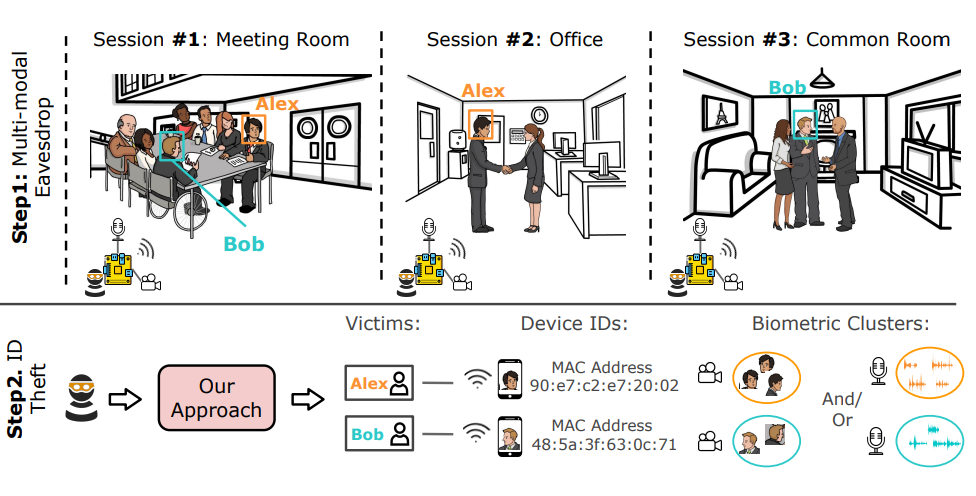 Step1: Multi-modal
Eavesdrop
Session #1: Meeting Room
Session #2: Office
Session #3: Common Room
Alex
Bob
Alex
Bob
Step2. ID
Theft
Victims:
Device IDs:
Biometric Clusters:
Our
Approach
Alex
MAC Address
90:e7:c2:e7:20:02
And/
Or
Bob
MAC Address
48:5a:3f:63:0c:71